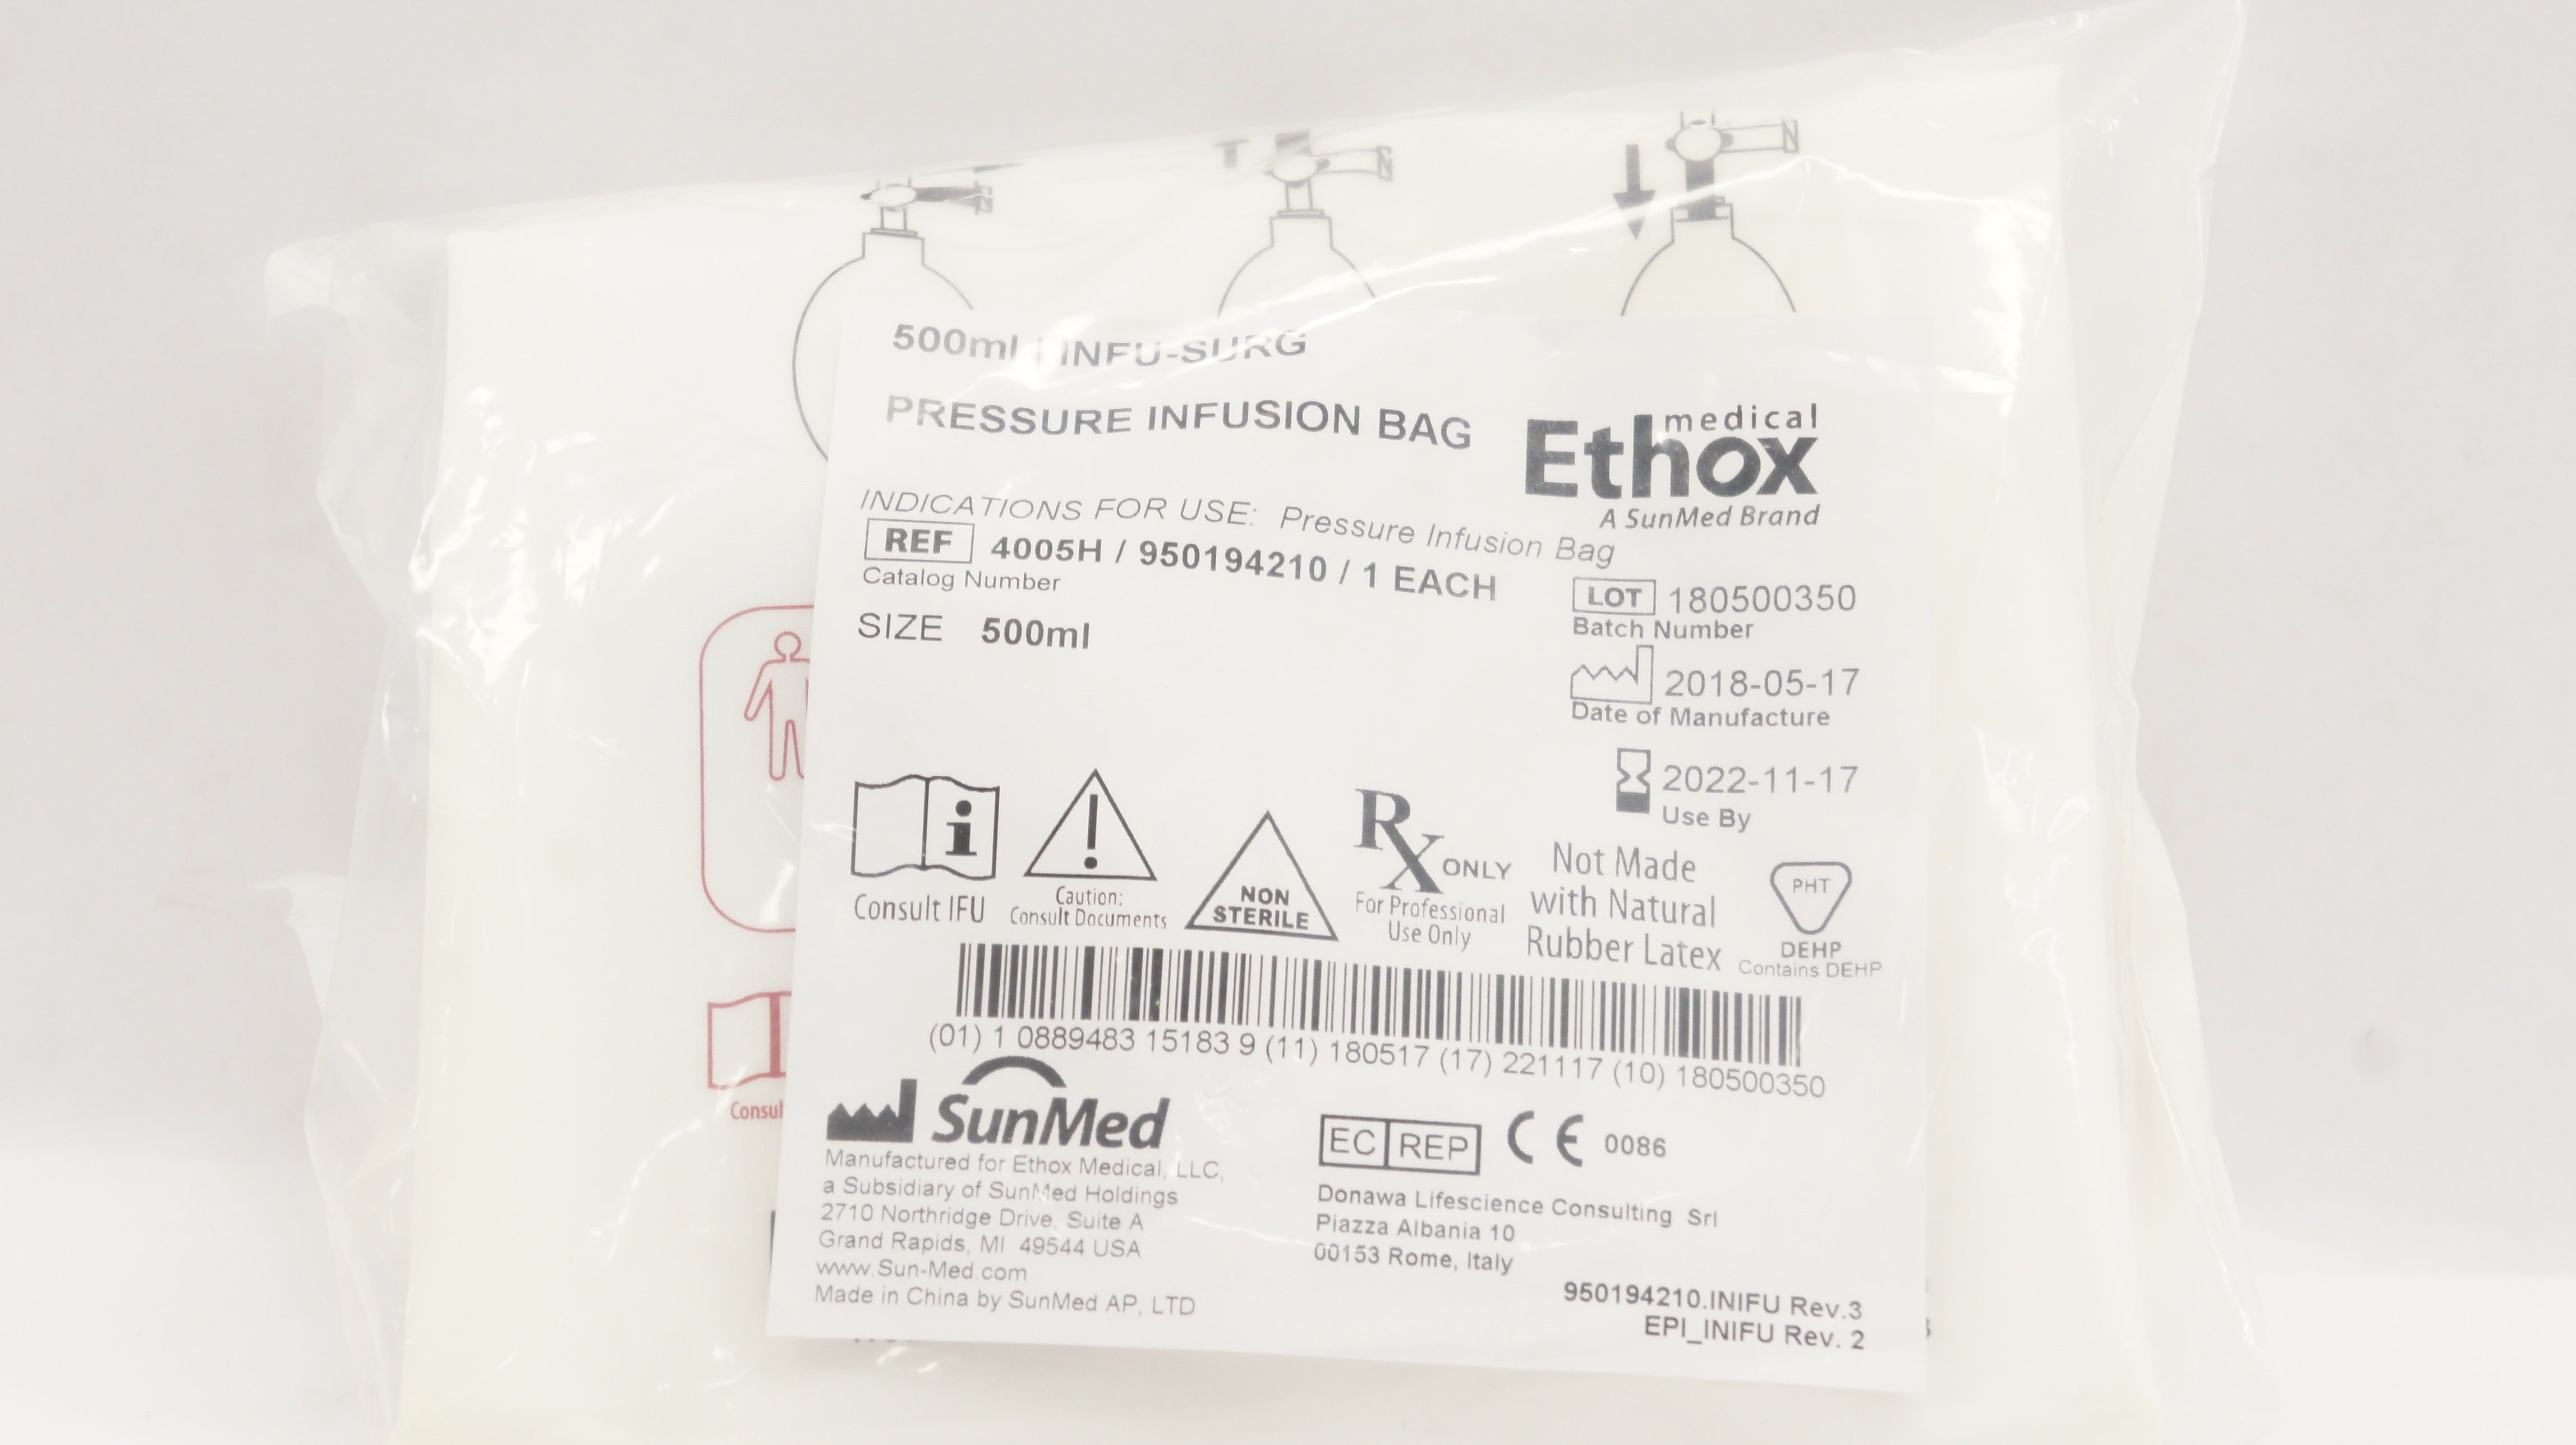 500ml | INFU-SURG
PRESSURE INFUSION BAG
medical
Ethox
A SunMed Brand
INDICATIONS FOR USE: Pressure Infusion Bag
REF 4005H / 950194210 / 1 EACH
Catalog Number
SIZE 500ml
LOT 180500350
Batch Number
2018-05-17
Date of Manufacture
2022-11-17
Use By
Consult IFU
Caution:
Consult Documents
NON
STERILE
Rx ONLY
For Professional
Use Only
Not Made
with Natural
Rubber Latex
PHT
DEHP
Contains DEHP
(01) 1 0889483 15183 9 (11) 180517 (17) 221117 (10) 180500350
SunMed
Manufactured for Ethox Medical, LLC,
a Subsidiary of SunMed Holdings
2710 Northridge Drive, Suite A
Grand Rapids, MI 49544 USA
www.Sun-Med.com
Made in China by SunMed AP, LTD
EC REP CE 0086
Donawa Lifescience Consulting Srl
Piazza Albania 10
00153 Rome, Italy
950194210.INIFU Rev.3
EPI_INIFU Rev. 2
Consul